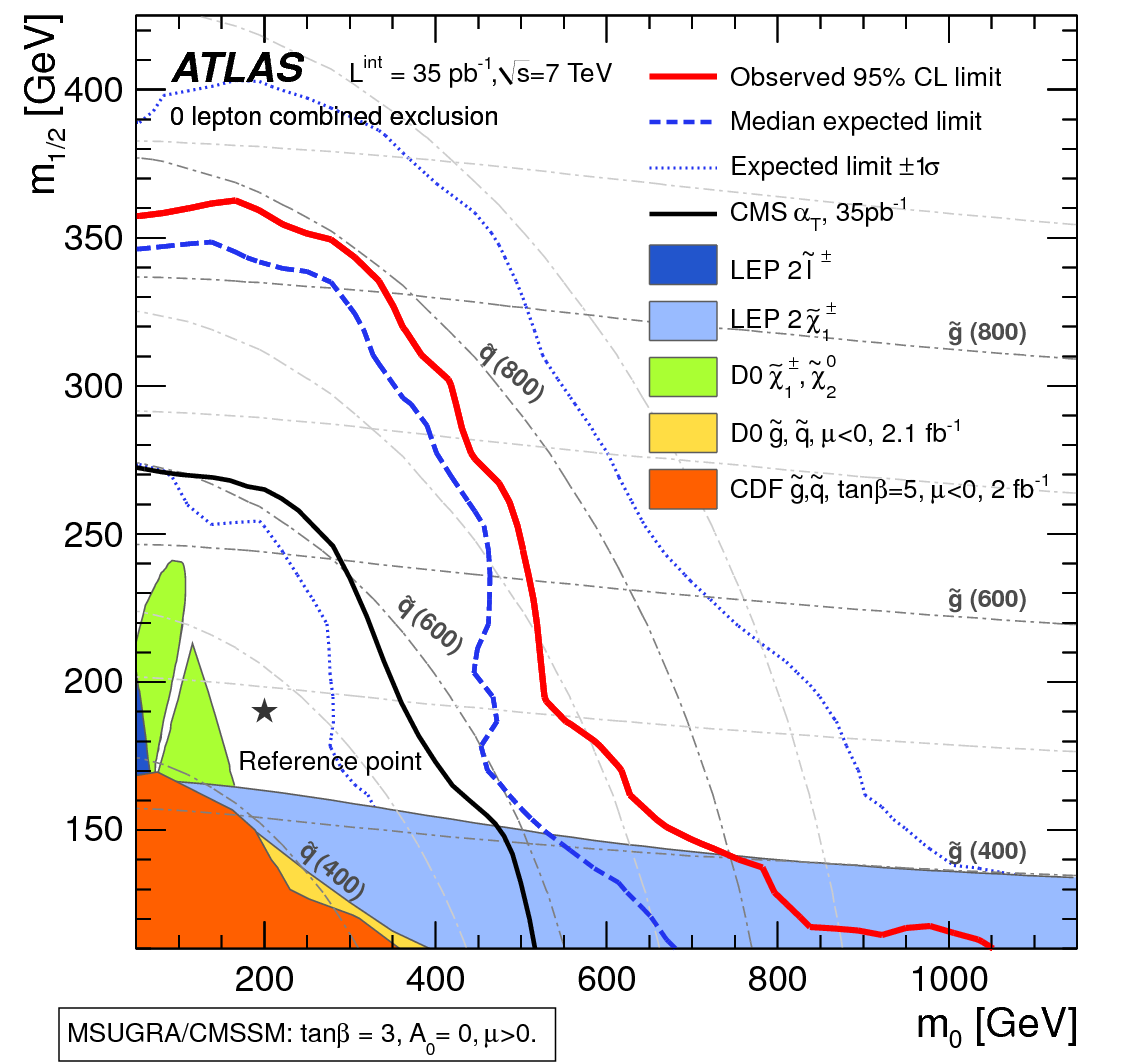 m1/2 [GeV]
ATLAS L^int = 35 pb^-1, √s=7 TeV
0 lepton combined exclusion
Observed 95% CL limit
Median expected limit
Expected limit ±1σ
CMS α_T, 35pb^-1
LEP 2 l̃^±
LEP 2 χ̃_1^±
D0 χ̃_1^±, χ̃_2^0
D0 g̃, q̃, μ<0, 2.1 fb^-1
CDF g̃,q̃, tanβ=5, μ<0, 2 fb^-1
400
350
300
250
200
150
g̃ (800)
q̃ (800)
g̃ (600)
q̃ (600)
Reference point
g̃ (400)
q̃ (400)
200 400 600 800 1000
m_0 [GeV]
MSUGRA/CMSSM: tanβ = 3, A_0= 0, μ>0.